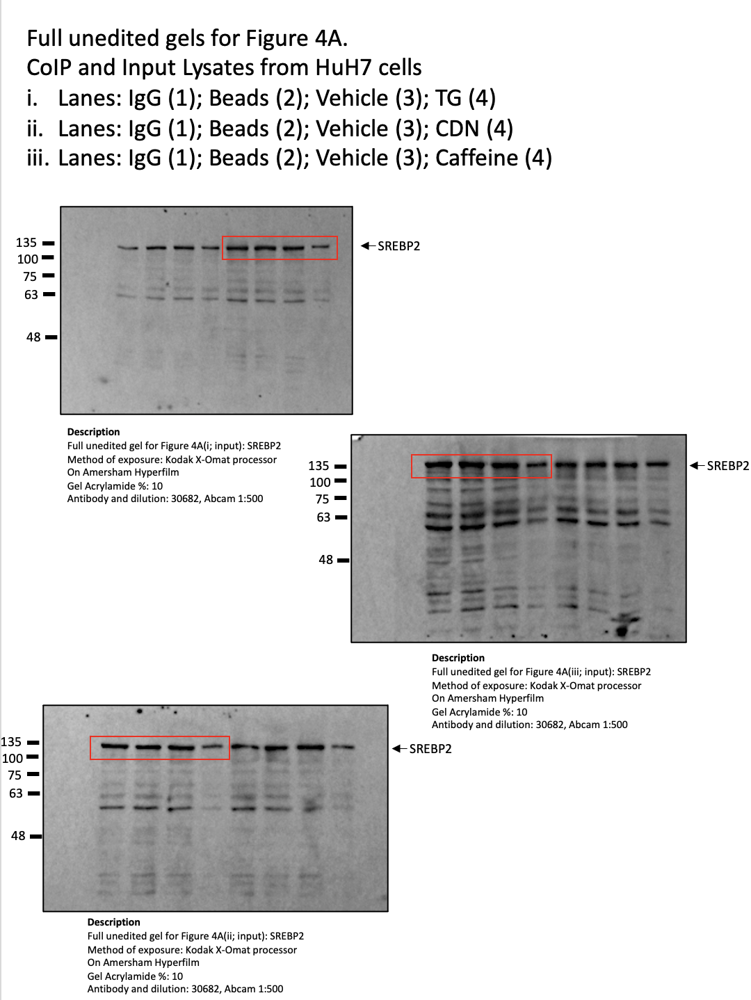 Full unedited gels for Figure 4A.
CoIP and Input Lysates from HuH7 cells
i. Lanes: IgG (1); Beads (2); Vehicle (3); TG (4)
ii. Lanes: IgG (1); Beads (2); Vehicle (3); CDN (4)
iii. Lanes: IgG (1); Beads (2); Vehicle (3); Caffeine (4)
135
100
75
63
48
SREBP2
Description
Full unedited gel for Figure 4A(i; input): SREBP2
Method of exposure: Kodak X-Omat processor
On Amersham Hyperfilm
Gel Acrylamide %: 10
Antibody and dilution: 30682, Abcam 1:500
135
100
75
63
48
SREBP2
Description
Full unedited gel for Figure 4A(iii; input): SREBP2
Method of exposure: Kodak X-Omat processor
On Amersham Hyperfilm
Gel Acrylamide %: 10
Antibody and dilution: 30682, Abcam 1:500
135
100
75
63
48
SREBP2
Description
Full unedited gel for Figure 4A(ii; input): SREBP2
Method of exposure: Kodak X-Omat processor
On Amersham Hyperfilm
Gel Acrylamide %: 10
Antibody and dilution: 30682, Abcam 1:500